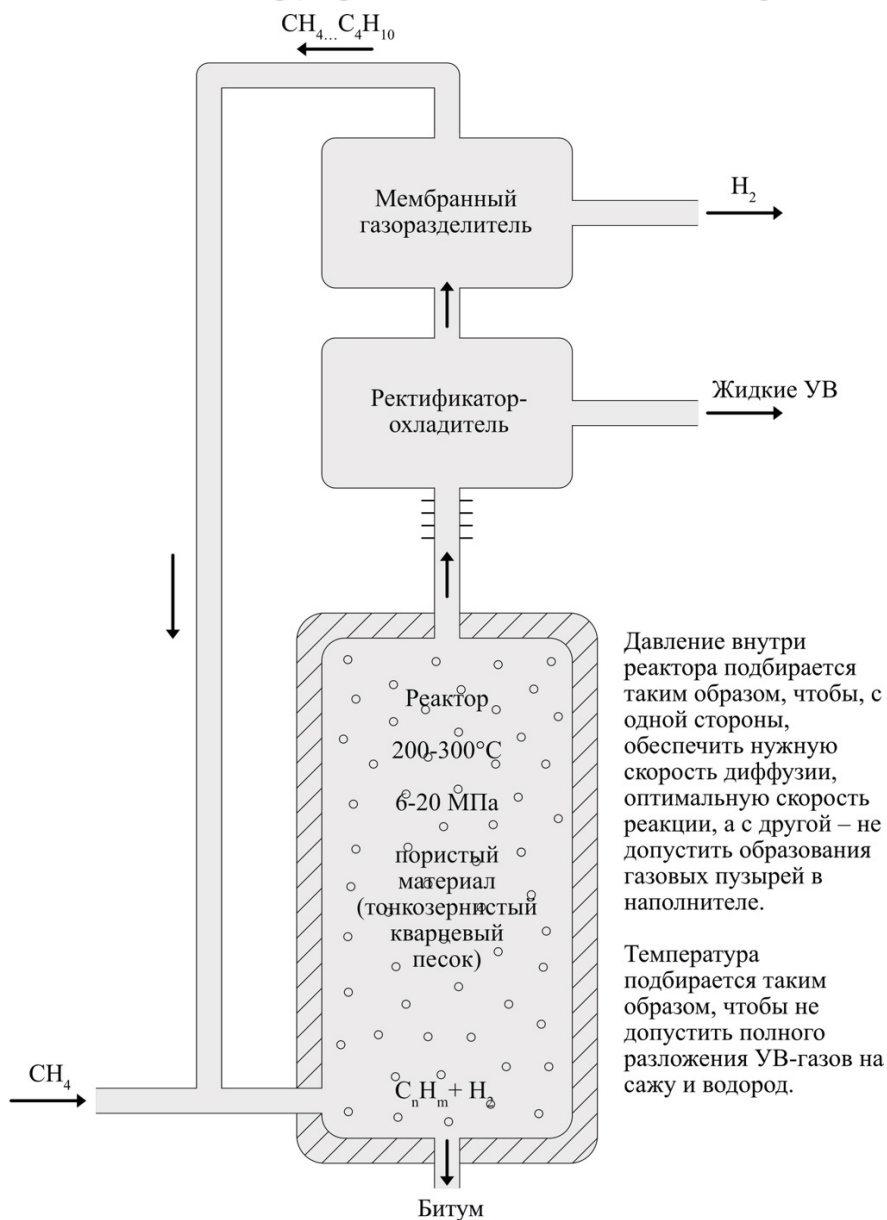 CH₄...C₄H₁₀
Мембранный
газоразделитель
H₂
Ректификатор-
охладитель
Жидкие УВ
Реактор
200-300°С
6-20 МПа
пористый
материал
(тонкозернистый
кварцевый
песок)
CₙHₘ+ H₂
CH₄
Битум
Давление внутри
реактора подбирается
таким образом, чтобы, с
одной стороны,
обеспечить нужную
скорость диффузии,
оптимальную скорость
реакции, а с другой – не
допустить образования
газовых пузырей в
наполнителе.
Температура
подбирается таким
образом, чтобы не
допустить полного
разложения УВ-газов на
сажу и водород.